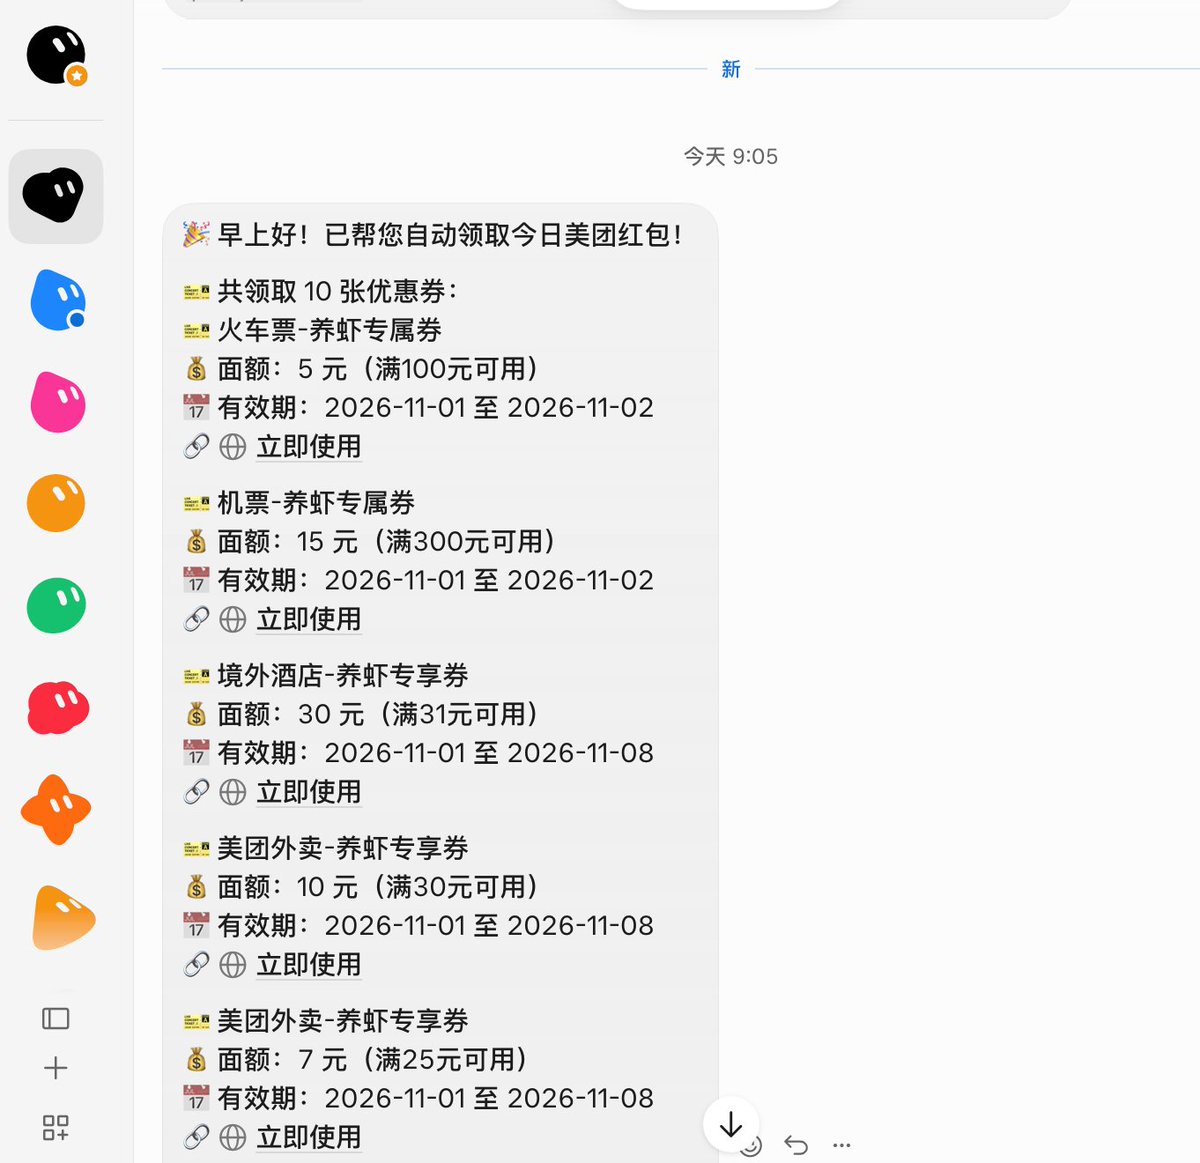 新
今天 9:05
🎉 早上好！已帮您自动领取今日美团红包！
🎫 共领取 10 张优惠券：
🎫 火车票-养虾专属券
💰 面额：5 元（满100元可用）
📅 有效期：2026-11-01 至 2026-11-02
🔗 🌐 立即使用
🎫 机票-养虾专属券
💰 面额：15 元（满300元可用）
📅 有效期：2026-11-01 至 2026-11-02
🔗 🌐 立即使用
🎫 境外酒店-养虾专享券
💰 面额：30 元（满31元可用）
📅 有效期：2026-11-01 至 2026-11-08
🔗 🌐 立即使用
🎫 美团外卖-养虾专享券
💰 面额：10 元（满30元可用）
📅 有效期：2026-11-01 至 2026-11-08
🔗 🌐 立即使用
🎫 美团外卖-养虾专享券
💰 面额：7 元（满25元可用）
📅 有效期：2026-11-01 至 2026-11-08
🔗 🌐 立即使用